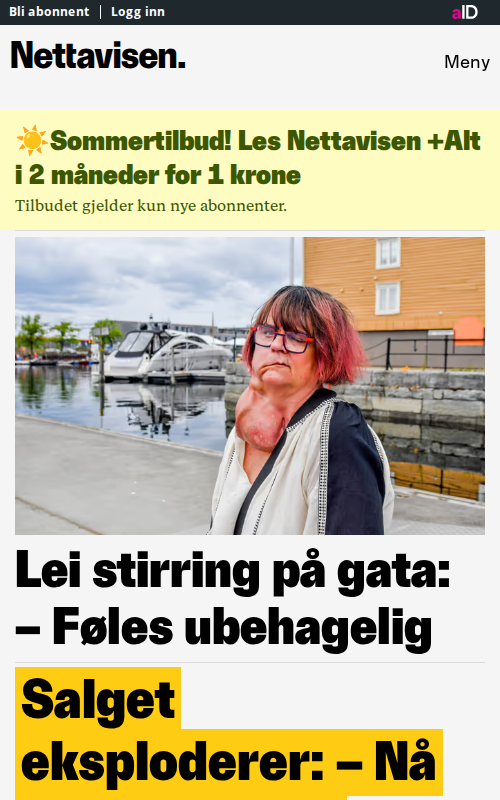 Bli abonnent | Logg inn
aID
Nettavisen.
Meny
☀️Sommertilbud! Les Nettavisen +Alt
i 2 måneder for 1 krone
Tilbudet gjelder kun nye abonnenter.
Lei stirring på gata:
– Føles ubehagelig
Salget
eksploderer: – Nå